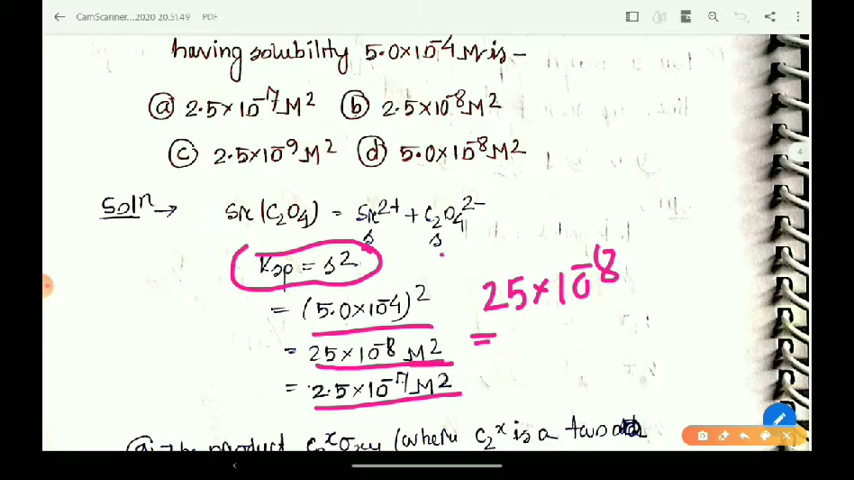 CamScanner... 2020 20.51.49 PDF
having solubility 5.0×10⁻⁴ M is –
ⓐ 2.5×10⁻⁷ M² ⓑ 2.5×10⁻⁸ M²
ⓒ 2.5×10⁻⁹ M² ⓓ 5.0×10⁻⁸ M²
Solⁿ → Sr(C₂O₄) = Sr²⁺ + C₂O₄²⁻
s s
Ksp = s²
= (5.0×10⁻⁴)²
25×10⁻⁸
= 25×10⁻⁸ M²
= 2.5×10⁻⁷ M²
The product (where C₂ˣ is a two